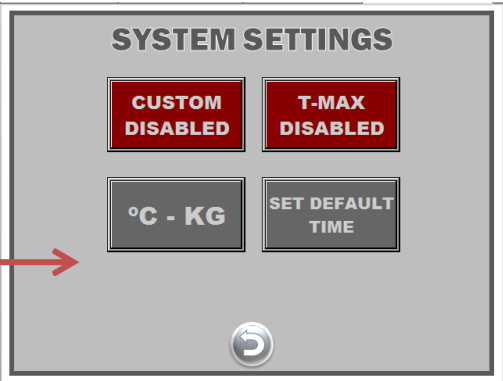 SYSTEM SETTINGS
CUSTOM
DISABLED
T-MAX
DISABLED
ºC - KG
SET DEFAULT
TIME